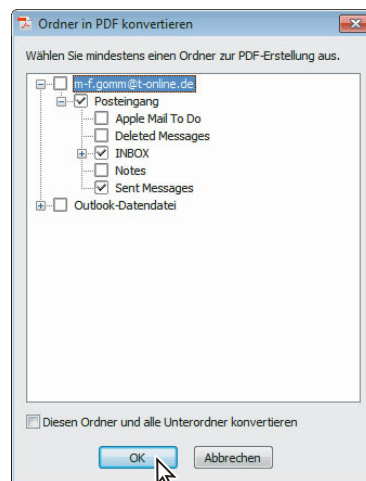 Ordner in PDF konvertieren
Wählen Sie mindestens einen Ordner zur PDF-Erstellung aus.
m-f.gomm@t-online.de
Posteingang
Apple Mail To Do
Deleted Messages
INBOX
Notes
Sent Messages
Outlook-Datendatei
Diesen Ordner und alle Unterordner konvertieren
OK Abbrechen